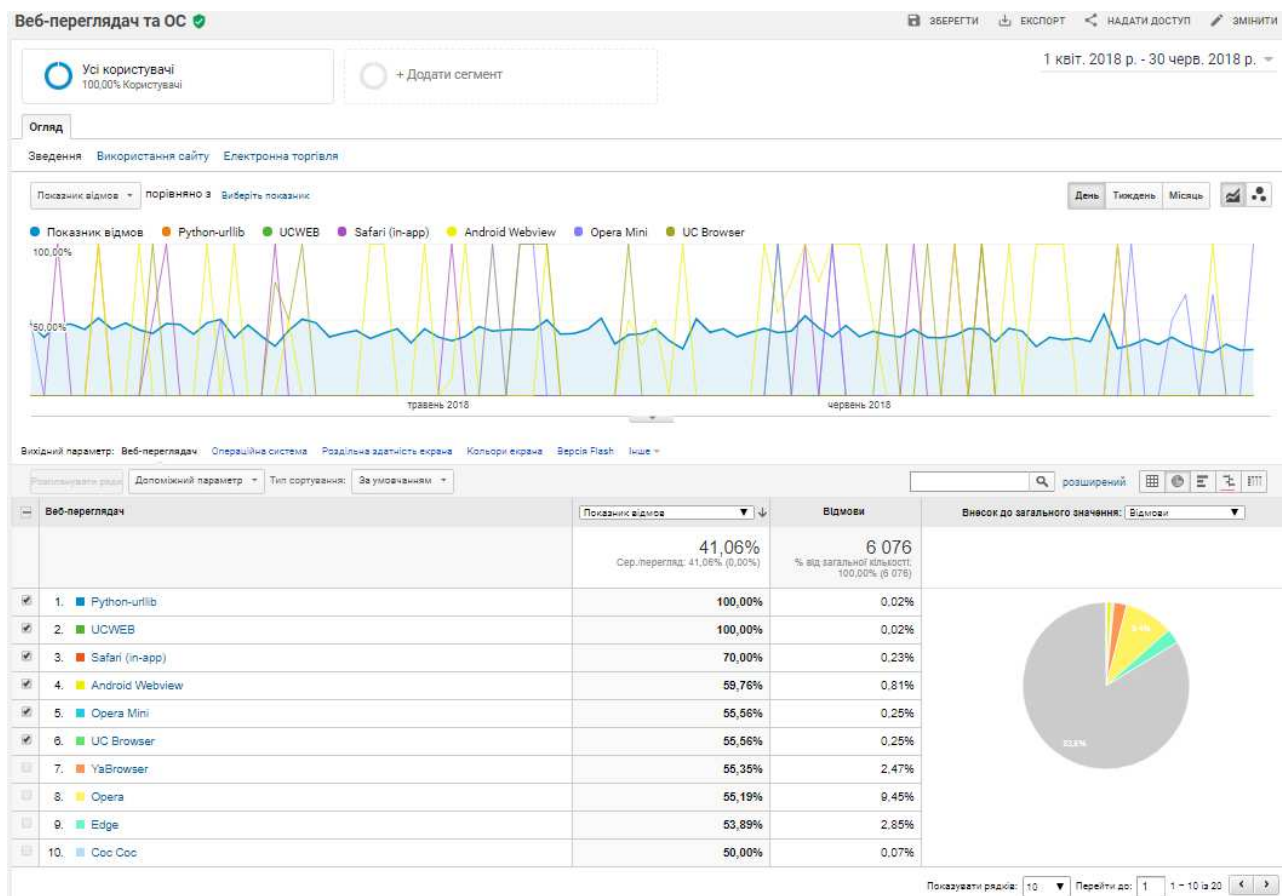 Веб-переглядач та ОС
ЗБЕРЕГТИ ЕКСПОРТ НАДАТИ ДОСТУП ЗМІНИТИ
1 квіт. 2018 р. - 30 черв. 2018 р.
Усі користувачі
100,00% Користувачі
+ Додати сегмент
Огляд
Зведення Використання сайту Електронна торгівля
Показник відмов порівняно з Виберіть показник
День Тиждень Місяць
Показник відмов Python-urllib UCWEB Safari (in-app) Android Webview Opera Mini UC Browser
100,00%
50,00%
травень 2018 червень 2018
Вихідний параметр: Веб-переглядач Операційна система Роздільна здатність екрана Кольори екрана Версія Flash Інше
Допоміжний параметр Тип сортування: За умовчанням
розширений
Веб-переглядач Показник відмов Відмови Внесок до загального значення: Відмови
41,06% 6 076
Сер./перегляд: 41,06% (0,00%) % від загальної кількості:
100,00% (6 076)
1. Python-urllib 100,00% 0,02%
2. UCWEB 100,00% 0,02%
3. Safari (in-app) 70,00% 0,23%
4. Android Webview 59,76% 0,81%
5. Opera Mini 55,56% 0,25%
6. UC Browser 55,56% 0,25%
7. YaBrowser 55,35% 2,47%
8. Opera 55,19% 9,45%
9. Edge 53,89% 2,85%
10. Coc Coc 50,00% 0,07%
Показувати рядків: 10 Перейти до: 1 1 – 10 із 20